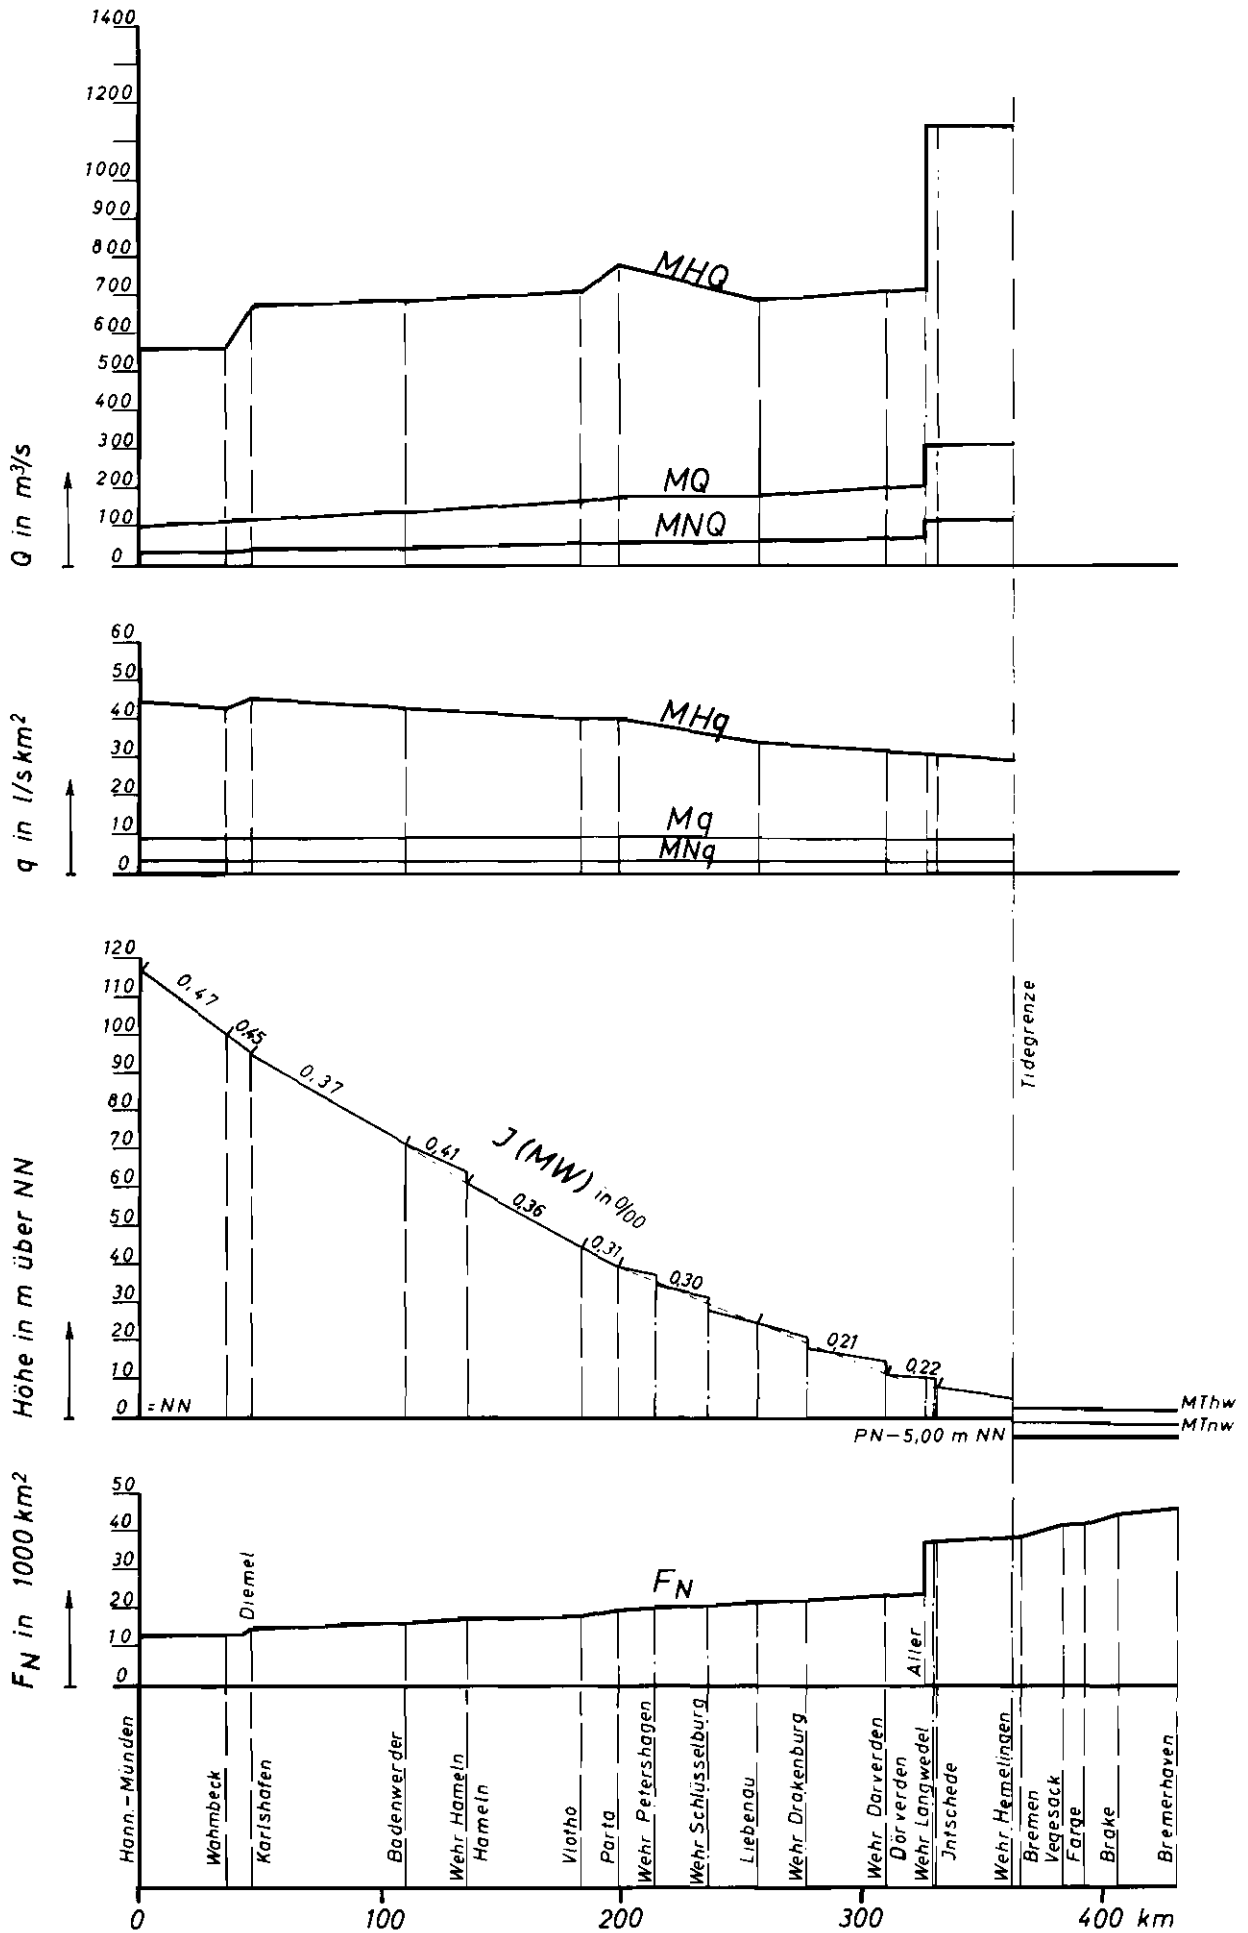 1400
1200
1000
900
800
700
600
500
400
300
200
100
0
Q in m³/s
MHQ
MQ
MNQ
60
50
40
30
20
10
0
q in l/s km²
MHq
Mq
MNq
120
110
100
90
80
70
60
50
40
30
20
10
0 = NN
Höhe in m über NN
0,47
0,45
0,37
0,41
J (MW) in 0/00
0,36
0,31
0,30
0,21
0,22
Tidegrenze
MThw
MTnw
PN–5,00 m NN
50
40
30
20
10
0
FN in 1000 km²
Diemel
FN
Aller
Hann.–Münden
Wahmbeck
Karlshafen
Badenwerder
Wehr Hameln
Hameln
Vlotho
Porta
Wehr Petershagen
Wehr Schlüsselburg
Liebenau
Wehr Drakenburg
Wehr Dörverden
Dörverden
Wehr Langwedel
Jntschede
Wehr Hemelingen
Bremen
Vegesack
Farge
Brake
Bremerhaven
0 100 200 300 400 km